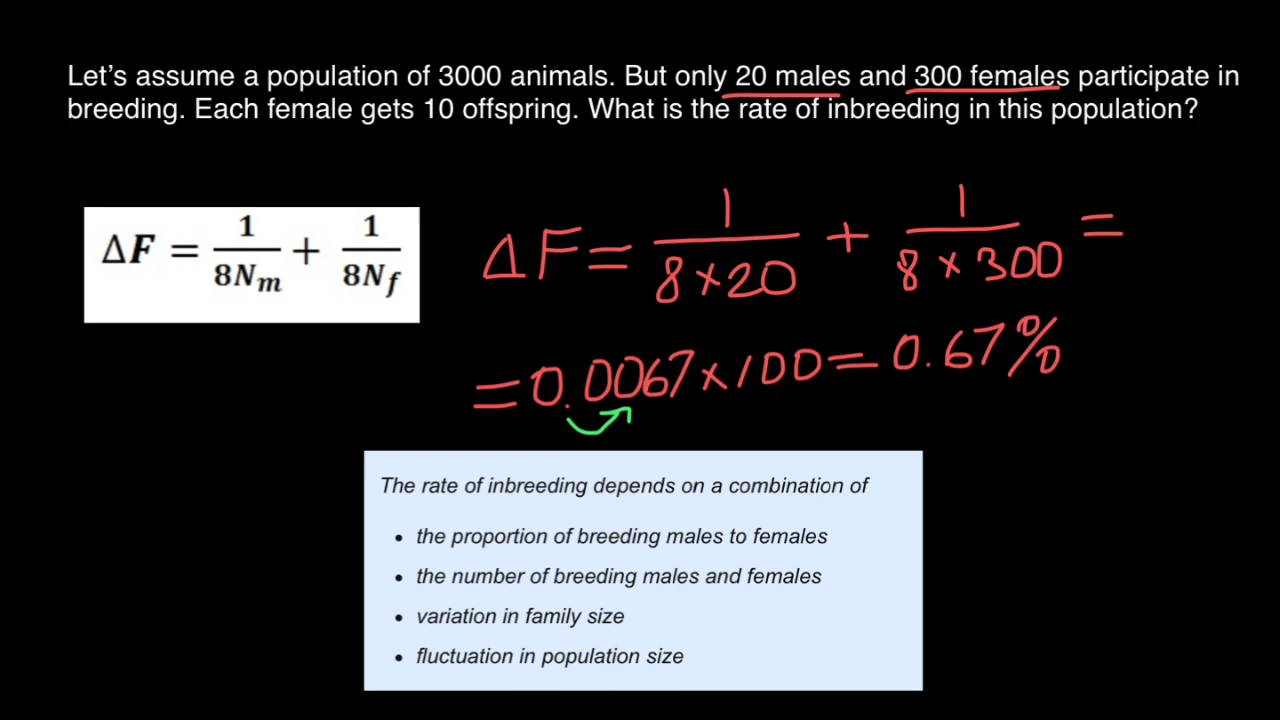 Let's assume a population of 3000 animals. But only 20 males and 300 females participate in
breeding. Each female gets 10 offspring. What is the rate of inbreeding in this population?
ΔF = 1/(8N_m) + 1/(8N_f)
ΔF = 1/(8×20) + 1/(8×300) =
= 0.0067×100 = 0.67%
The rate of inbreeding depends on a combination of
• the proportion of breeding males to females
• the number of breeding males and females
• variation in family size
• fluctuation in population size